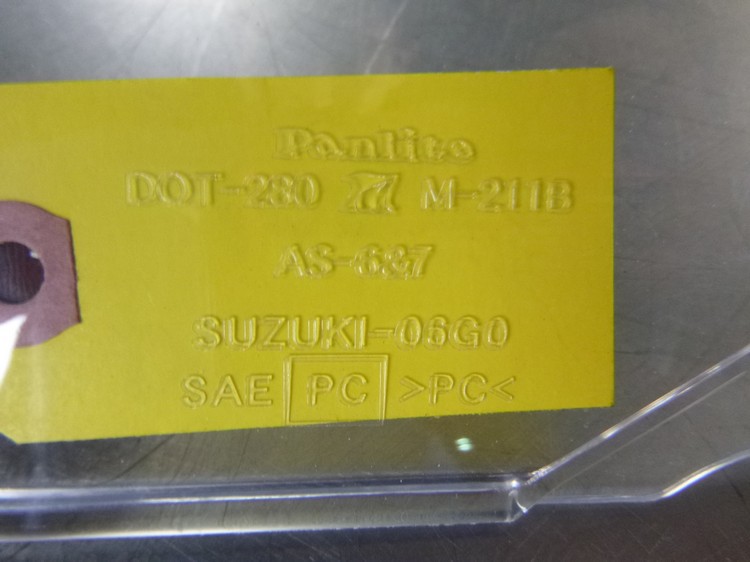 Panlite
DOT-280 M-211B
AS-6&7
SUZUKI-06G0
SAE PC >PC<